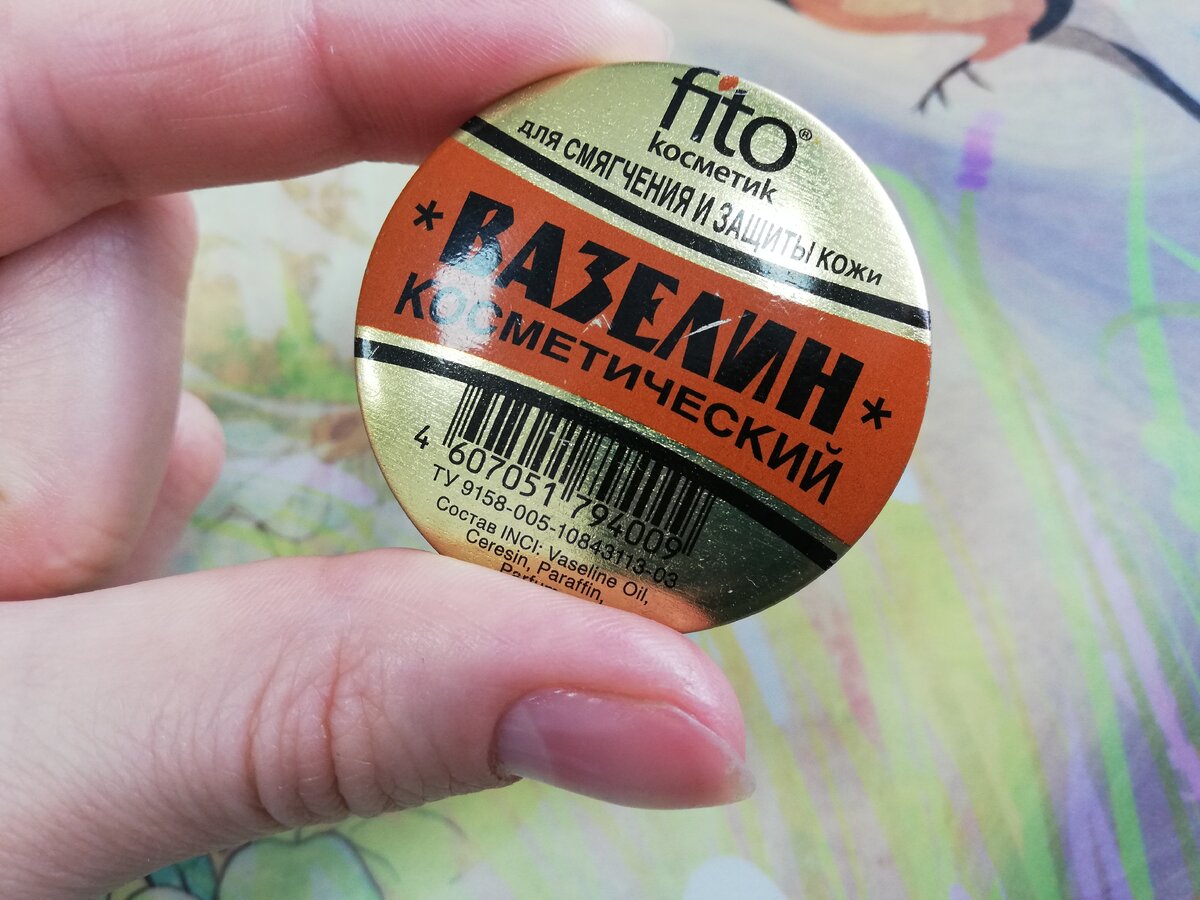 fito®
косметик
ДЛЯ СМЯГЧЕНИЯ И ЗАЩИТЫ КОЖИ
* ВАЗЕЛИН *
КОСМЕТИЧЕСКИЙ
4 607051 794009
ТУ 9158-005-10843113-03
Состав INCI: Vaseline Oil,
Ceresin, Paraffin,